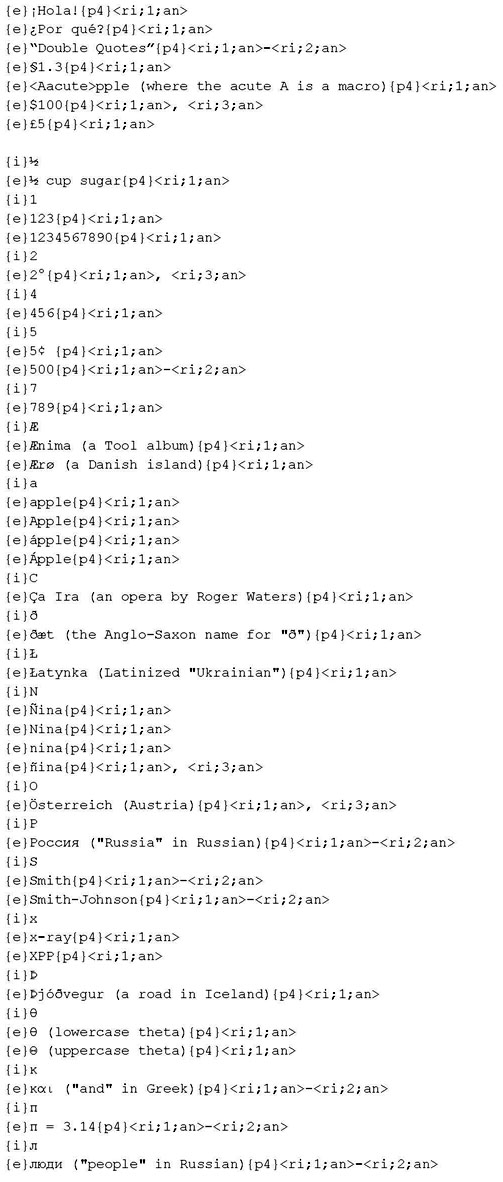 {e}¡Hola!{p4}<ri;1;an>
{e}¿Por qué?{p4}<ri;1;an>
{e}“Double Quotes”{p4}<ri;1;an>-<ri;2;an>
{e}§1.3{p4}<ri;1;an>
{e}<Aacute>pple (where the acute A is a macro){p4}<ri;1;an>
{e}$100{p4}<ri;1;an>, <ri;3;an>
{e}£5{p4}<ri;1;an>
{i}½
{e}½ cup sugar{p4}<ri;1;an>
{i}1
{e}123{p4}<ri;1;an>
{e}1234567890{p4}<ri;1;an>
{i}2
{e}2°{p4}<ri;1;an>, <ri;3;an>
{i}4
{e}456{p4}<ri;1;an>
{i}5
{e}5¢ {p4}<ri;1;an>
{e}500{p4}<ri;1;an>-<ri;2;an>
{i}7
{e}789{p4}<ri;1;an>
{i}Æ
{e}Ænima (a Tool album){p4}<ri;1;an>
{e}Ærø (a Danish island){p4}<ri;1;an>
{i}a
{e}apple{p4}<ri;1;an>
{e}Apple{p4}<ri;1;an>
{e}ápple{p4}<ri;1;an>
{e}Ápple{p4}<ri;1;an>
{i}C
{e}Ça Ira (an opera by Roger Waters){p4}<ri;1;an>
{i}ð
{e}ðæt (the Anglo-Saxon name for "ð"){p4}<ri;1;an>
{i}Ł
{e}Łatynka (Latinized "Ukrainian"){p4}<ri;1;an>
{i}N
{e}Ñina{p4}<ri;1;an>
{e}Nina{p4}<ri;1;an>
{e}nina{p4}<ri;1;an>
{e}ñina{p4}<ri;1;an>, <ri;3;an>
{i}O
{e}Österreich (Austria){p4}<ri;1;an>, <ri;3;an>
{i}P
{e}Россия ("Russia" in Russian){p4}<ri;1;an>-<ri;2;an>
{i}S
{e}Smith{p4}<ri;1;an>-<ri;2;an>
{e}Smith-Johnson{p4}<ri;1;an>-<ri;2;an>
{i}x
{e}x-ray{p4}<ri;1;an>
{e}XPP{p4}<ri;1;an>
{i}Þ
{e}Þjóðvegur (a road in Iceland){p4}<ri;1;an>
{i}θ
{e}θ (lowercase theta){p4}<ri;1;an>
{e}Θ (uppercase theta){p4}<ri;1;an>
{i}κ
{e}και ("and" in Greek){p4}<ri;1;an>-<ri;2;an>
{i}π
{e}π = 3.14{p4}<ri;1;an>-<ri;2;an>
{i}л
{e}люди ("people" in Russian){p4}<ri;1;an>-<ri;2;an>